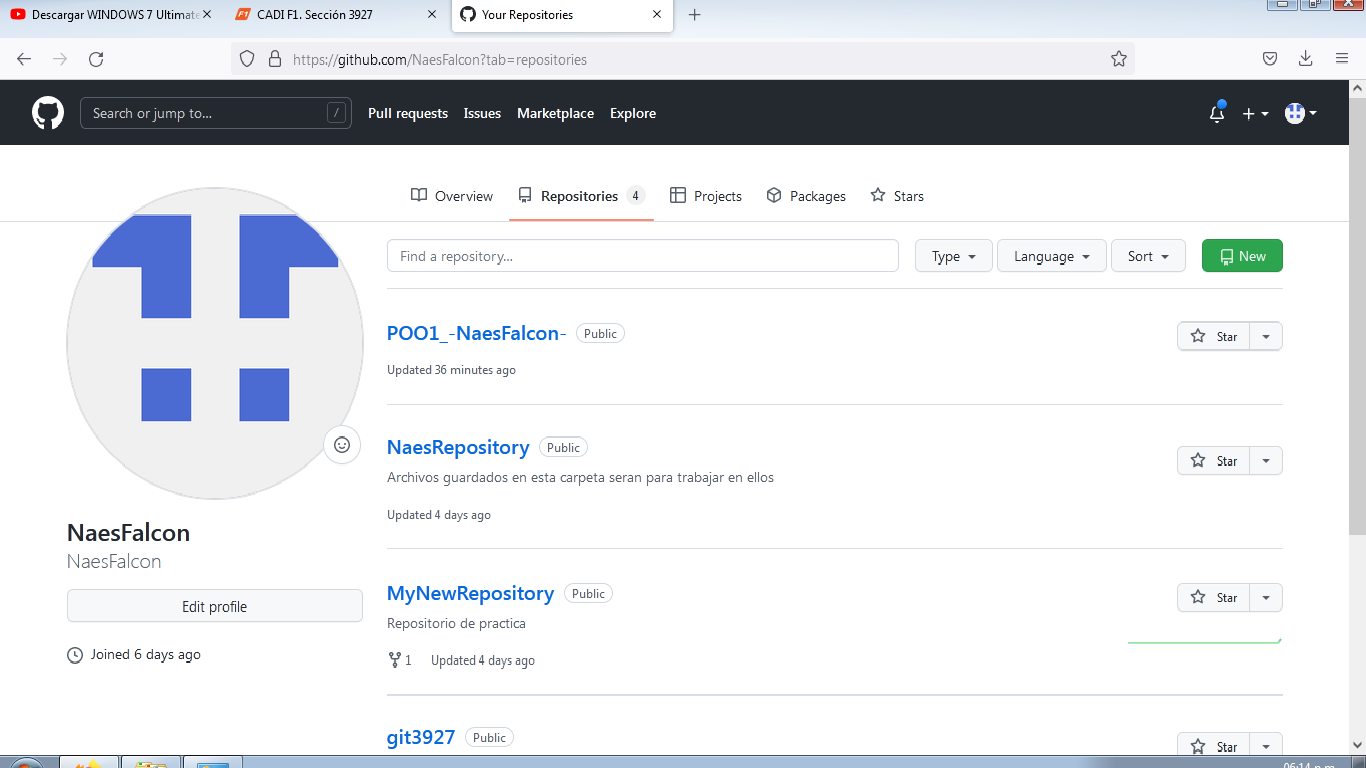 Descargar WINDOWS 7 Ultimate
CADI F1. Sección 3927
Your Repositories
https://github.com/NaesFalcon?tab=repositories
Search or jump to... /
Pull requests Issues Marketplace Explore
Overview Repositories 4 Projects Packages Stars
Find a repository... Type Language Sort New
POO1_-NaesFalcon- Public
Star
Updated 36 minutes ago
NaesRepository Public
Star
Archivos guardados en esta carpeta seran para trabajar en ellos
Updated 4 days ago
NaesFalcon
NaesFalcon
Edit profile
Joined 6 days ago
MyNewRepository Public
Star
Repositorio de practica
1 Updated 4 days ago
git3927 Public
Star
06:14 p.m.